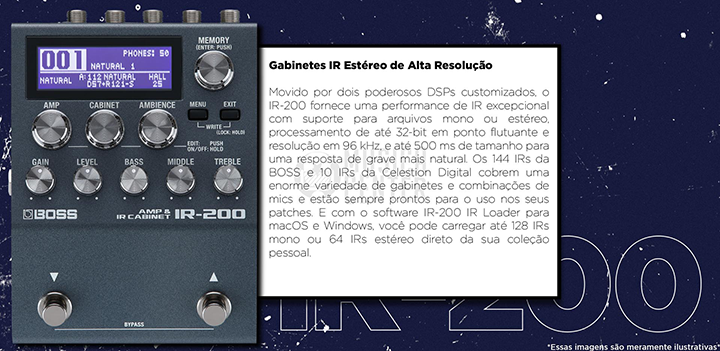 MEMORY
(ENTER: PUSH)
001
PHONES: 50
NATURAL 1
NATURAL A:112 NATURAL HALL
DS7+R121-S 25
AMP CABINET AMBIENCE
MENU EXIT
WRITE
(LOCK: HOLD)
EDIT: PUSH
ON/OFF: HOLD
GAIN LEVEL BASS MIDDLE TREBLE
BOSS AMP & IR CABINET IR-200
BYPASS
Gabinetes IR Estéreo de Alta Resolução
Movido por dois poderosos DSPs customizados, o
IR-200 fornece uma performance de IR excepcional
com suporte para arquivos mono ou estéreo,
processamento de até 32-bit em ponto flutuante e
resolução em 96 kHz, e até 500 ms de tamanho para
uma resposta de grave mais natural. Os 144 IRs da
BOSS e 10 IRs da Celestion Digital cobrem uma
enorme variedade de gabinetes e combinações de
mics e estão sempre prontos para o uso nos seus
patches. E com o software IR-200 IR Loader para
macOS e Windows, você pode carregar até 128 IRs
mono ou 64 IRs estéreo direto da sua coleção
pessoal.
IR-200
*Essas imagens são meramente ilustrativas*